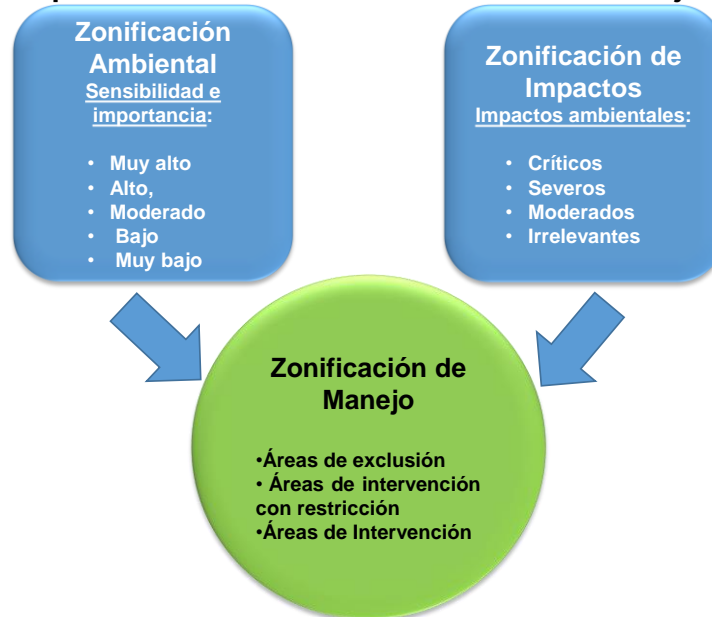 Zonificación
Ambiental
Sensibilidad e
importancia:
• Muy alto
• Alto,
• Moderado
• Bajo
• Muy bajo
Zonificación de
Impactos
Impactos ambientales:
• Críticos
• Severos
• Moderados
• Irrelevantes
Zonificación de
Manejo
•Áreas de exclusión
• Áreas de intervención
con restricción
•Áreas de Intervención